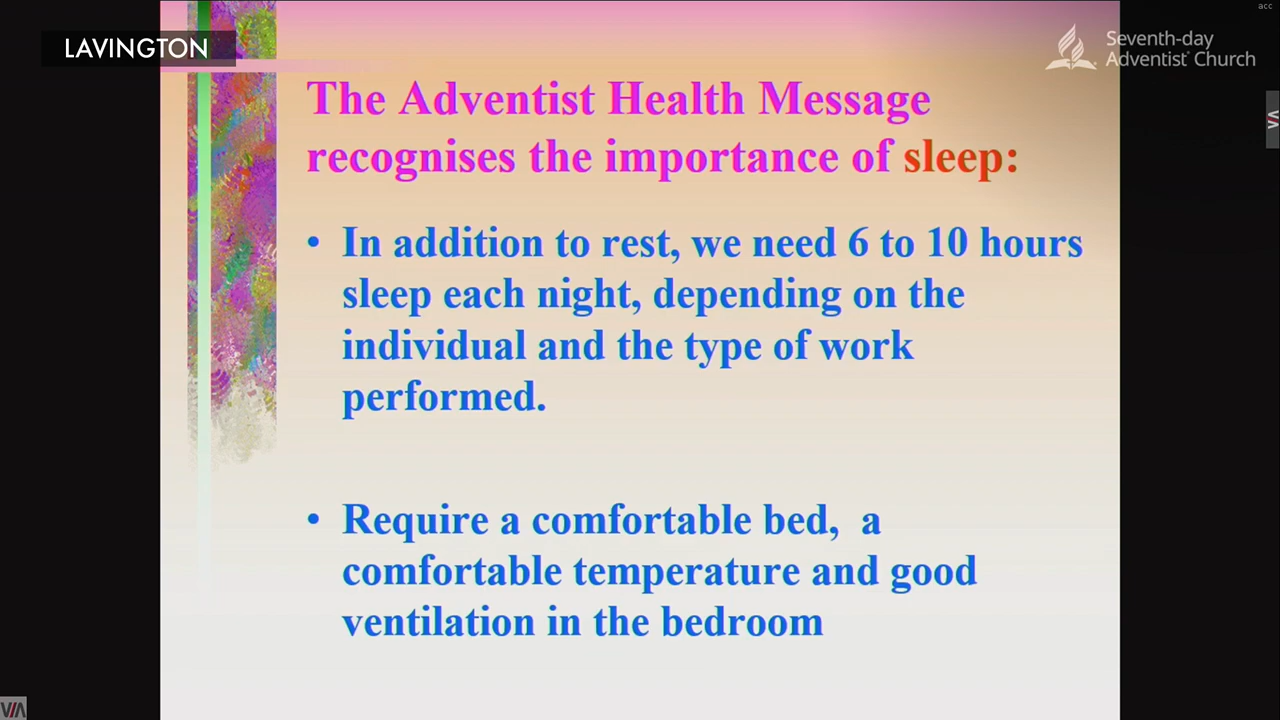 acc
LAVINGTON
Seventh-day
Adventist Church
The Adventist Health Message
recognises the importance of sleep:
• In addition to rest, we need 6 to 10 hours
sleep each night, depending on the
individual and the type of work
performed.
• Require a comfortable bed, a
comfortable temperature and good
ventilation in the bedroom
VIA